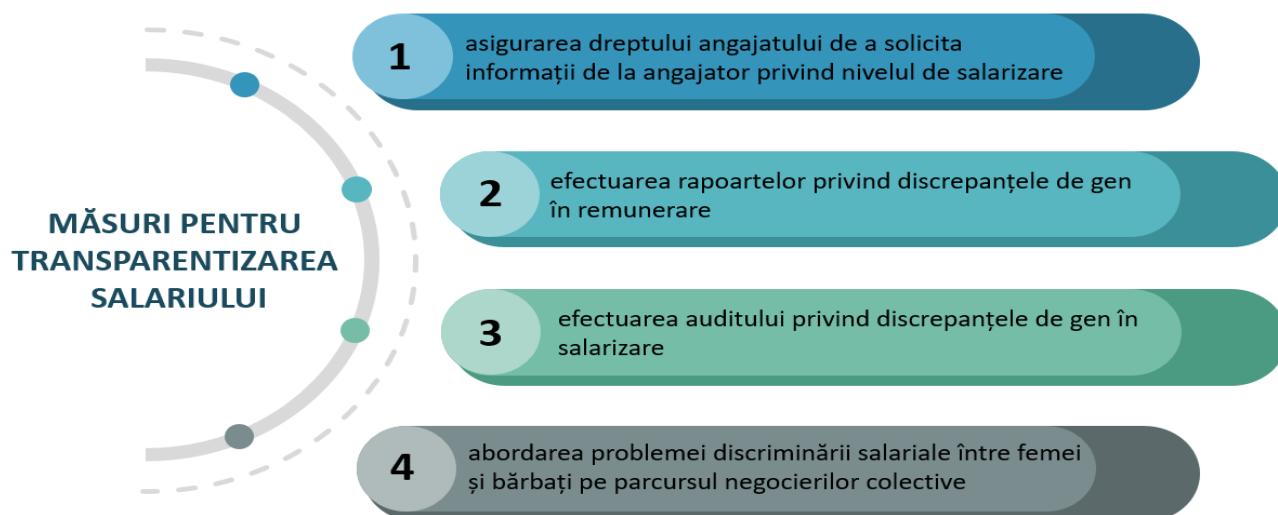 MĂSURI PENTRU
TRANSPARENTIZAREA
SALARIULUI
1
asigurarea dreptului angajatului de a solicita
informații de la angajator privind nivelul de salarizare
2
efectuarea rapoartelor privind discrepanțele de gen
în remunerare
3
efectuarea auditului privind discrepanțele de gen în
salarizare
4
abordarea problemei discriminării salariale între femei
și bărbați pe parcursul negocierilor colective